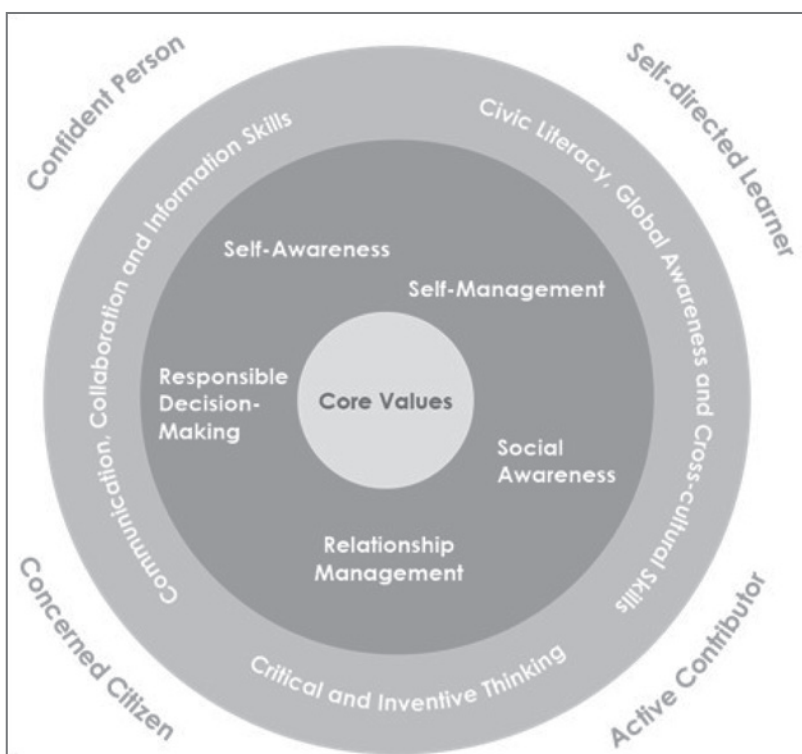 Confident Person
Self-directed Learner
Communication, Collaboration and Information Skills
Civic Literacy, Global Awareness and Cross-cultural Skills
Self-Awareness
Self-Management
Responsible
Decision-
Making
Core Values
Social
Awareness
Relationship
Management
Critical and Inventive Thinking
Concerned Citizen
Active Contributor